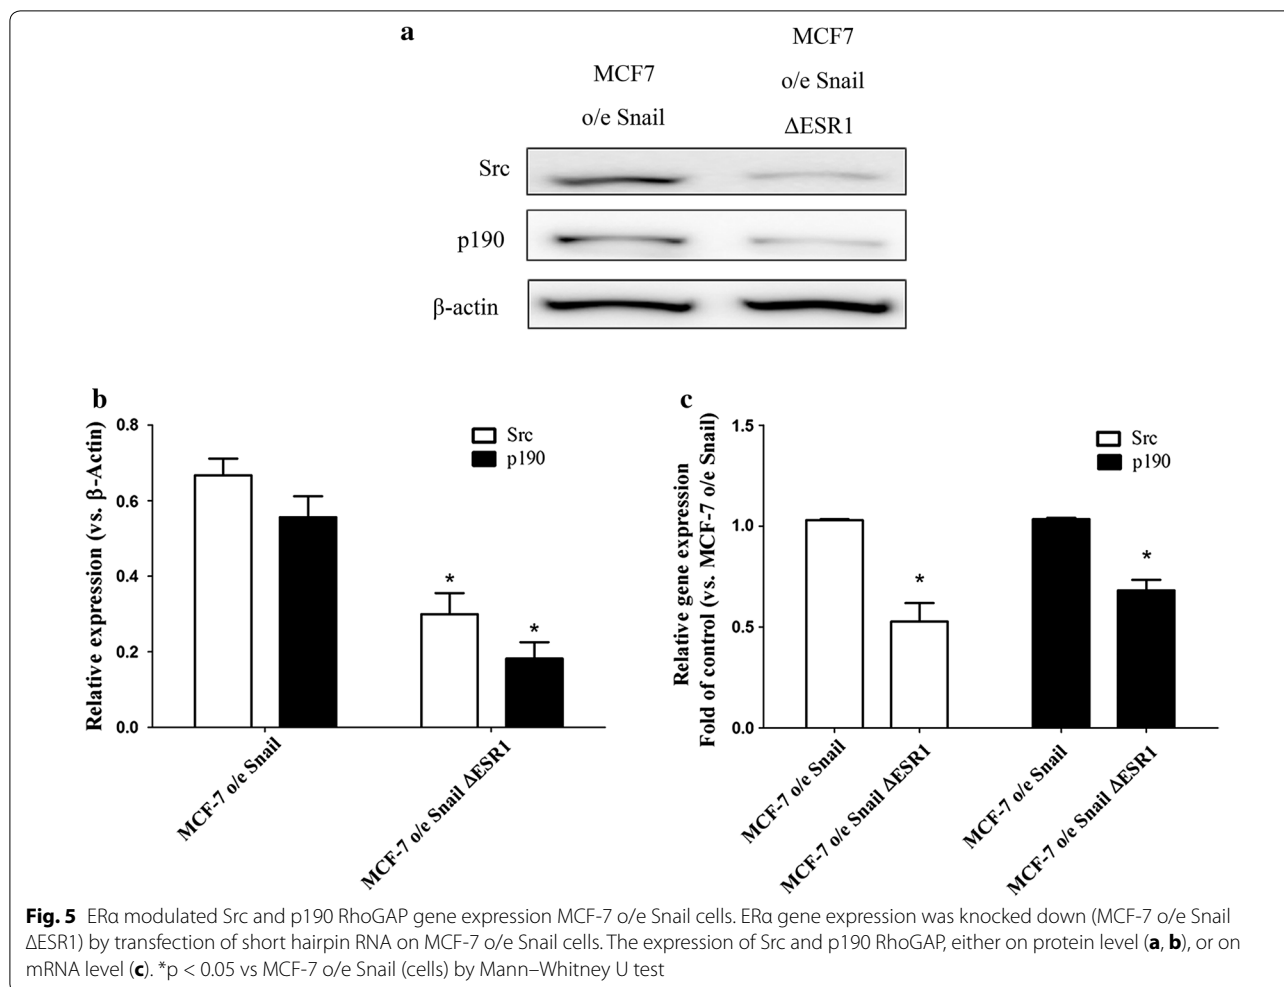 a
MCF7
o/e Snail
MCF7
o/e Snail
ΔESR1
Src
p190
β-actin
b
Relative expression (vs. β-Actin)
0.8
0.6
0.4
0.2
0.0
Src
p190
*
*
MCF-7 o/e Snail
MCF-7 o/e Snail ΔESR1
c
Relative gene expression
Fold of control (vs. MCF-7 o/e Snail)
1.5
1.0
0.5
0.0
Src
p190
*
*
MCF-7 o/e Snail
MCF-7 o/e Snail ΔESR1
MCF-7 o/e Snail
MCF-7 o/e Snail ΔESR1
Fig. 5 ERα modulated Src and p190 RhoGAP gene expression MCF-7 o/e Snail cells. ERα gene expression was knocked down (MCF-7 o/e Snail
ΔESR1) by transfection of short hairpin RNA on MCF-7 o/e Snail cells. The expression of Src and p190 RhoGAP, either on protein level (a, b), or on
mRNA level (c). *p < 0.05 vs MCF-7 o/e Snail (cells) by Mann–Whitney U test